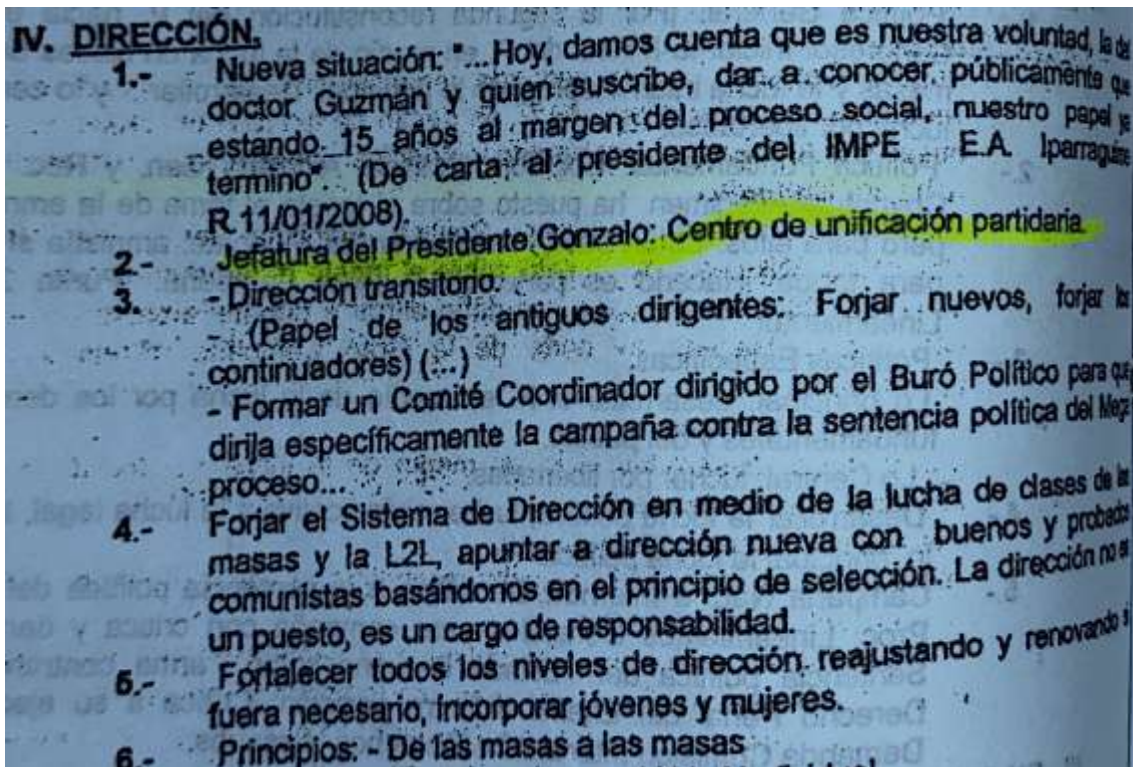 IV. DIRECCIÓN.
1.- Nueva situación: "...Hoy, damos cuenta que es nuestra voluntad, la de
doctor Guzmán y quien suscribe, dar a conocer públicamente que
estando 15 años al margen del proceso social, nuestro papel ya
termino". (De carta al presidente del IMPE E.A. Iparraguirre
R.11/01/2008).
2.- Jefatura del Presidente Gonzalo: Centro de unificación partidaria.
3. - Dirección transitorio.
- (Papel de los antiguos dirigentes: Forjar nuevos, forjar los
continuadores) (...)
- Formar un Comité Coordinador dirigido por el Buró Político para que
dirija específicamente la campaña contra la sentencia política del Mega
proceso...
4.- Forjar el Sistema de Dirección en medio de la lucha de clases de las
masas y la L2L, apuntar a dirección nueva con buenos y probados
comunistas basándonos en el principio de selección. La dirección no es
un puesto, es un cargo de responsabilidad.
5.- Fortalecer todos los niveles de dirección reajustando y renovando si
fuera necesario, incorporar jóvenes y mujeres.
6.- Principios: - De las masas a las masas